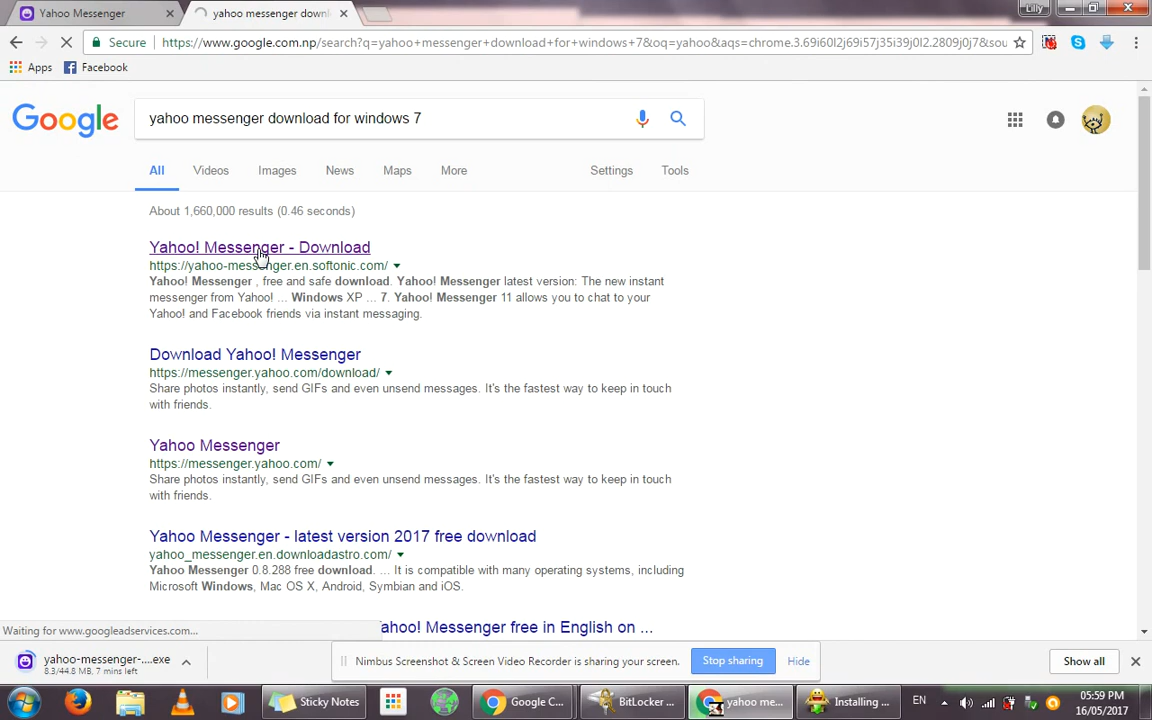 Yahoo Messenger
yahoo messenger downl
Lilly
Secure
https://www.google.com.np/search?q=yahoo+messenger+download+for+windows+7&oq=yahoo&aqs=chrome.3.69i60l2j69i57j35i39j0l2.2809j0j7&sou
Apps
Facebook
Google
yahoo messenger download for windows 7
All
Videos
Images
News
Maps
More
Settings
Tools
About 1,660,000 results (0.46 seconds)
Yahoo! Messenger - Download
https://yahoo-messenger.en.softonic.com/
Yahoo! Messenger , free and safe download. Yahoo! Messenger latest version: The new instant
messenger from Yahoo! ... Windows XP ... 7. Yahoo! Messenger 11 allows you to chat to your
Yahoo! and Facebook friends via instant messaging.
Download Yahoo! Messenger
https://messenger.yahoo.com/download/
Share photos instantly, send GIFs and even unsend messages. It's the fastest way to keep in touch
with friends.
Yahoo Messenger
https://messenger.yahoo.com/
Share photos instantly, send GIFs and even unsend messages. It's the fastest way to keep in touch
with friends.
Yahoo Messenger - latest version 2017 free download
yahoo_messenger.en.downloadastro.com/
Yahoo Messenger 0.8.288 free download. ... It is compatible with many operating systems, including
Microsoft Windows, Mac OS X, Android, Symbian and iOS.
ahoo! Messenger free in English on ...
Waiting for www.googleadservices.com...
yahoo-messenger-....exe
8.3/44.8 MB, 7 mins left
Nimbus Screenshot & Screen Video Recorder is sharing your screen.
Stop sharing
Hide
Show all
Sticky Notes
Google C...
BitLocker ...
yahoo me...
Installing ...
EN
05:59 PM
16/05/2017